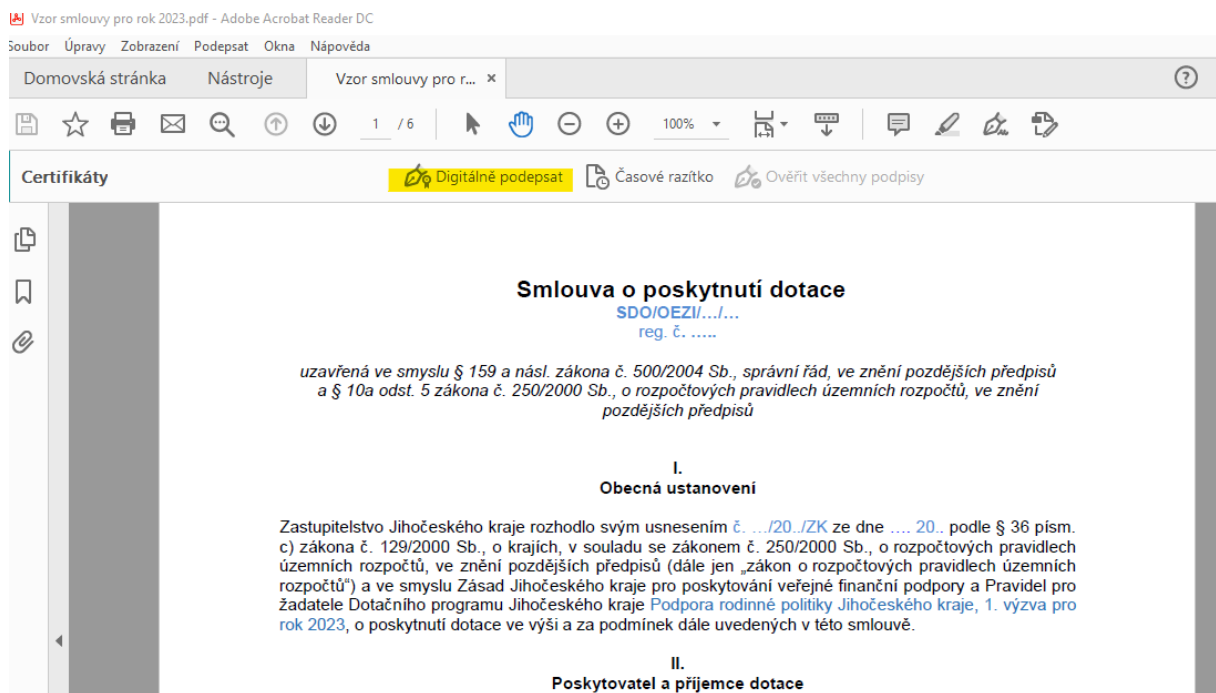 Vzor smlouvy pro rok 2023.pdf - Adobe Acrobat Reader DC
Soubor Úpravy Zobrazení Podepsat Okna Nápověda
Domovská stránka Nástroje Vzor smlouvy pro r... ×
1 / 6 100%
Certifikáty Digitálně podepsat Časové razítko Ověřit všechny podpisy
Smlouva o poskytnutí dotace
SDO/OEZI/.../...
reg. č. .....
uzavřená ve smyslu § 159 a násl. zákona č. 500/2004 Sb., správní řád, ve znění pozdějších předpisů
a § 10a odst. 5 zákona č. 250/2000 Sb., o rozpočtových pravidlech územních rozpočtů, ve znění
pozdějších předpisů
I.
Obecná ustanovení
Zastupitelstvo Jihočeského kraje rozhodlo svým usnesením č. .../20../ZK ze dne .... 20.. podle § 36 písm.
c) zákona č. 129/2000 Sb., o krajích, v souladu se zákonem č. 250/2000 Sb., o rozpočtových pravidlech
územních rozpočtů, ve znění pozdějších předpisů (dále jen „zákon o rozpočtových pravidlech územních
rozpočtů“) a ve smyslu Zásad Jihočeského kraje pro poskytování veřejné finanční podpory a Pravidel pro
žadatele Dotačního programu Jihočeského kraje Podpora rodinné politiky Jihočeského kraje, 1. výzva pro
rok 2023, o poskytnutí dotace ve výši a za podmínek dále uvedených v této smlouvě.
II.
Poskytovatel a příjemce dotace